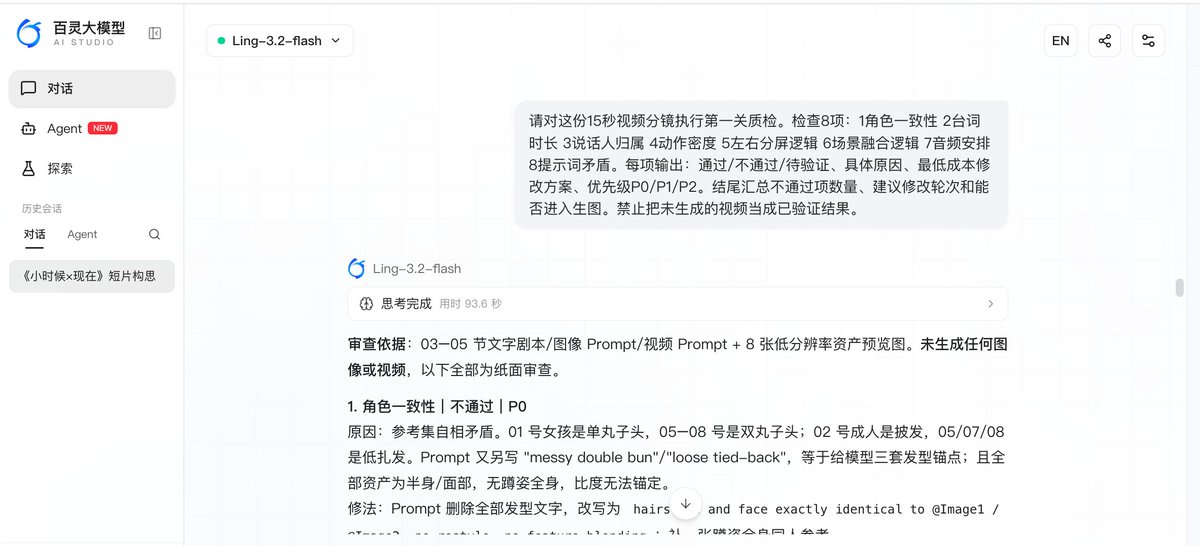 百灵大模型
AI STUDIO
Ling-3.2-flash
EN
对话
Agent NEW
探索
历史会话
对话 Agent
《小时候×现在》短片构思
请对这份15秒视频分镜执行第一关质检。检查8项：1角色一致性 2台词
时长 3说话人归属 4动作密度 5左右分屏逻辑 6场景融合逻辑 7音频安排
8提示词矛盾。每项输出：通过/不通过/待验证、具体原因、最低成本修
改方案、优先级P0/P1/P2。结尾汇总不通过项数量、建议修改轮次和能
否进入生图。禁止把未生成的视频当成已验证结果。
Ling-3.2-flash
思考完成 用时 93.6 秒
审查依据：03—05 节文字剧本/图像 Prompt/视频 Prompt + 8 张低分辨率资产预览图。未生成任何图
像或视频，以下全部为纸面审查。
1. 角色一致性｜不通过｜P0
原因：参考集自相矛盾。01 号女孩是单丸子头，05—08 号是双丸子头；02 号成人是披发，05/07/08
是低扎发。Prompt 又另写 "messy double bun"/"loose tied-back"，等于给模型三套发型锚点；且全
部资产为半身/面部，无蹲姿全身，比度无法锚定。
修法：Prompt 删除全部发型文字，改写为 hairs and face exactly identical to @Image1 /